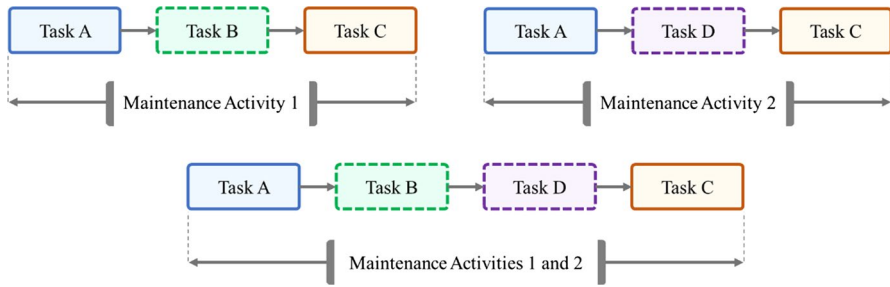 Task A
Task B
Task C
Maintenance Activity 1
Task A
Task D
Task C
Maintenance Activity 2
Task A
Task B
Task D
Task C
Maintenance Activities 1 and 2